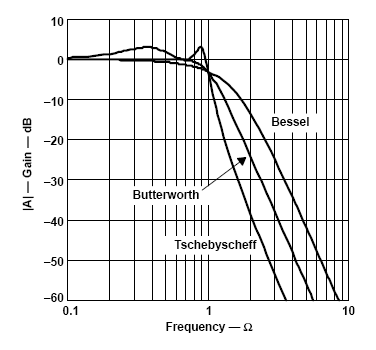 10
0
–10
–20
–30
–40
–50
–60
|A| — Gain — dB
Bessel
Butterworth
Tschebyscheff
0.1
1
10
Frequency — Ω